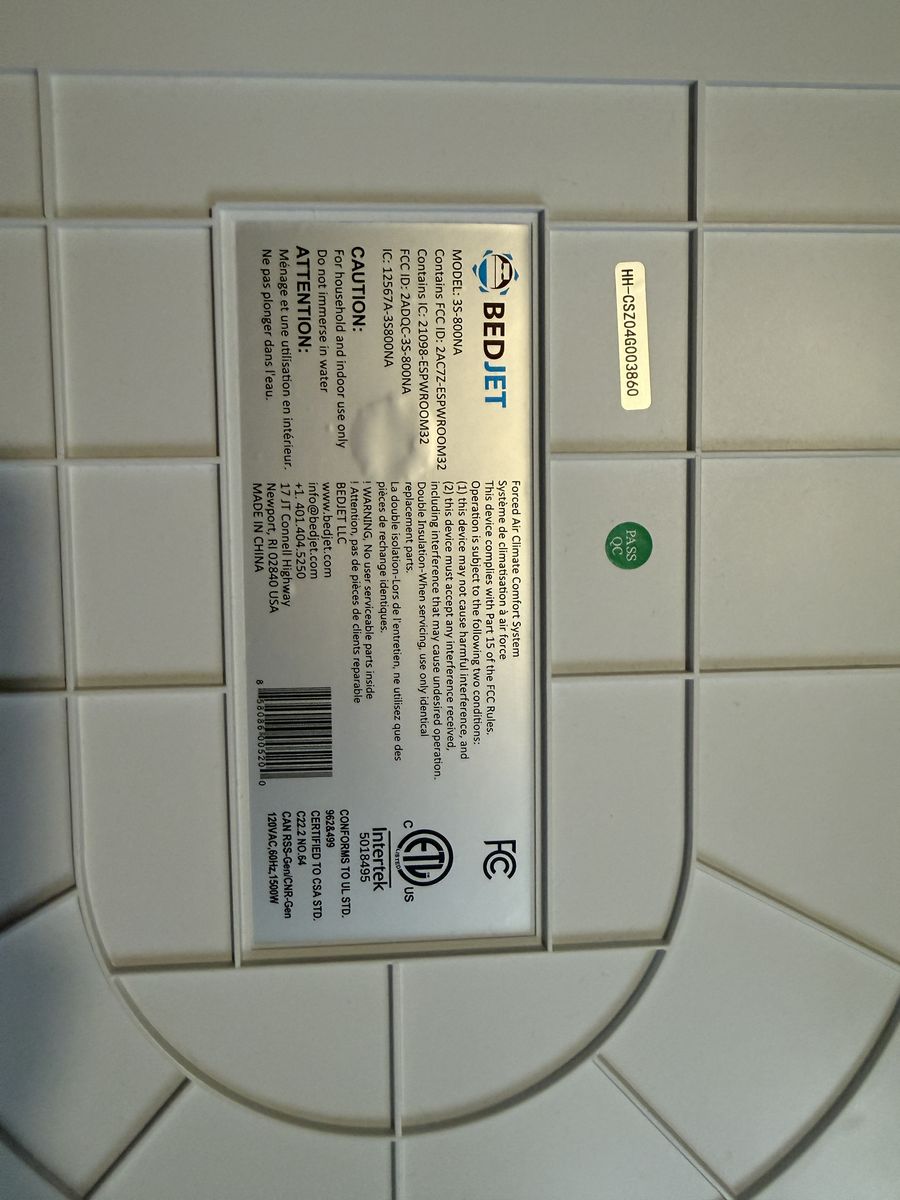 HH-CSZ04G003860
PASS
QC
BEDJET
MODEL: 3S-800NA
Contains FCC ID: 2AC7Z-ESPWROOM32
Contains IC: 21098-ESPWROOM32
FCC ID: 2ADQC-3S-800NA
IC: 12567A-3S800NA
CAUTION:
For household and indoor use only
Do not immerse in water
ATTENTION:
Ménage et une utilisation en intérieur.
Ne pas plonger dans l'eau.
Forced Air Climate Comfort System
Système de climatisation à air force
This device complies with Part 15 of the FCC Rules.
Operation is subject to the following two conditions:
(1) this device may not cause harmful interference, and
(2) this device must accept any interference received,
including interference that may cause undesired operation.
Double Insulation-When servicing, use only identical
replacement parts.
La double isolation-Lors de l'entretien, ne utilisez que des
pièces de rechange identiques.
! WARNING, No user serviceable parts inside
! Attention, pas de pièces de clients reparable
BEDJET LLC
www.bedjet.com
info@bedjet.com
+1. 401.404.5250
17 JT Connell Highway
Newport, RI 02840 USA
MADE IN CHINA
8 58086 00520 0
FC
C ETL US
LISTED
Intertek
5018495
CONFORMS TO UL STD.
962&499
CERTIFIED TO CSA STD.
C22.2 NO.64
CAN RSS-Gen/CNR-Gen
120VAC,60Hz,1500W